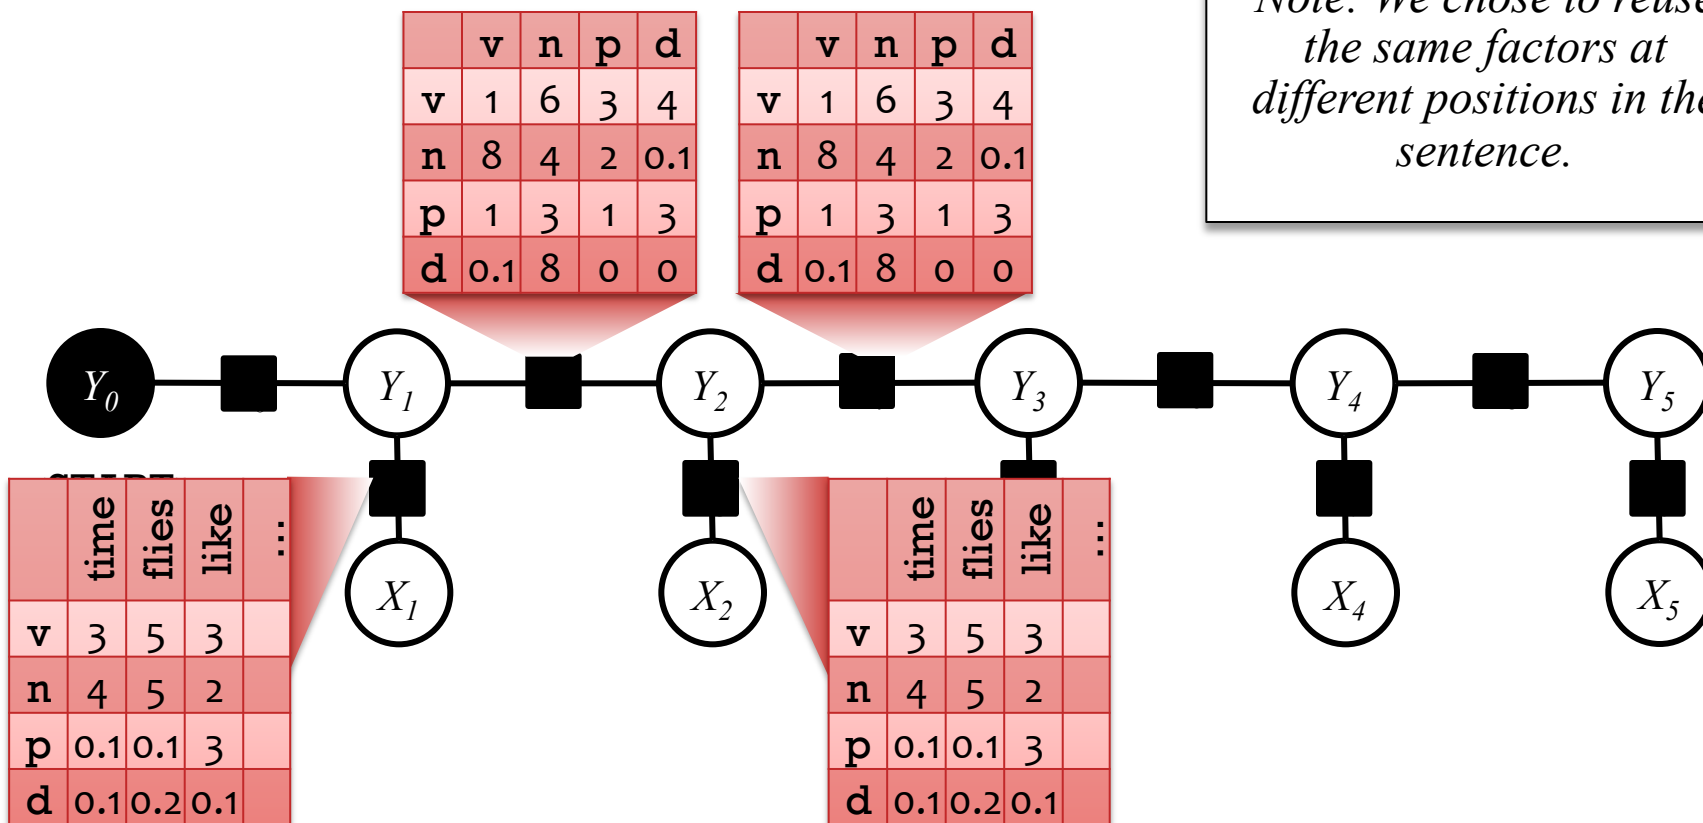 Note: We chose to reuse
the same factors at
different positions in the
sentence.
v n p d
v 1 6 3 4
n 8 4 2 0.1
p 1 3 1 3
d 0.1 8 0 0
v n p d
v 1 6 3 4
n 8 4 2 0.1
p 1 3 1 3
d 0.1 8 0 0
Y0 Y1 Y2 Y3 Y4 Y5
time flies like ...
v 3 5 3
n 4 5 2
p 0.1 0.1 3
d 0.1 0.2 0.1
X1 X2
time flies like ...
v 3 5 3
n 4 5 2
p 0.1 0.1 3
d 0.1 0.2 0.1
X4 X5